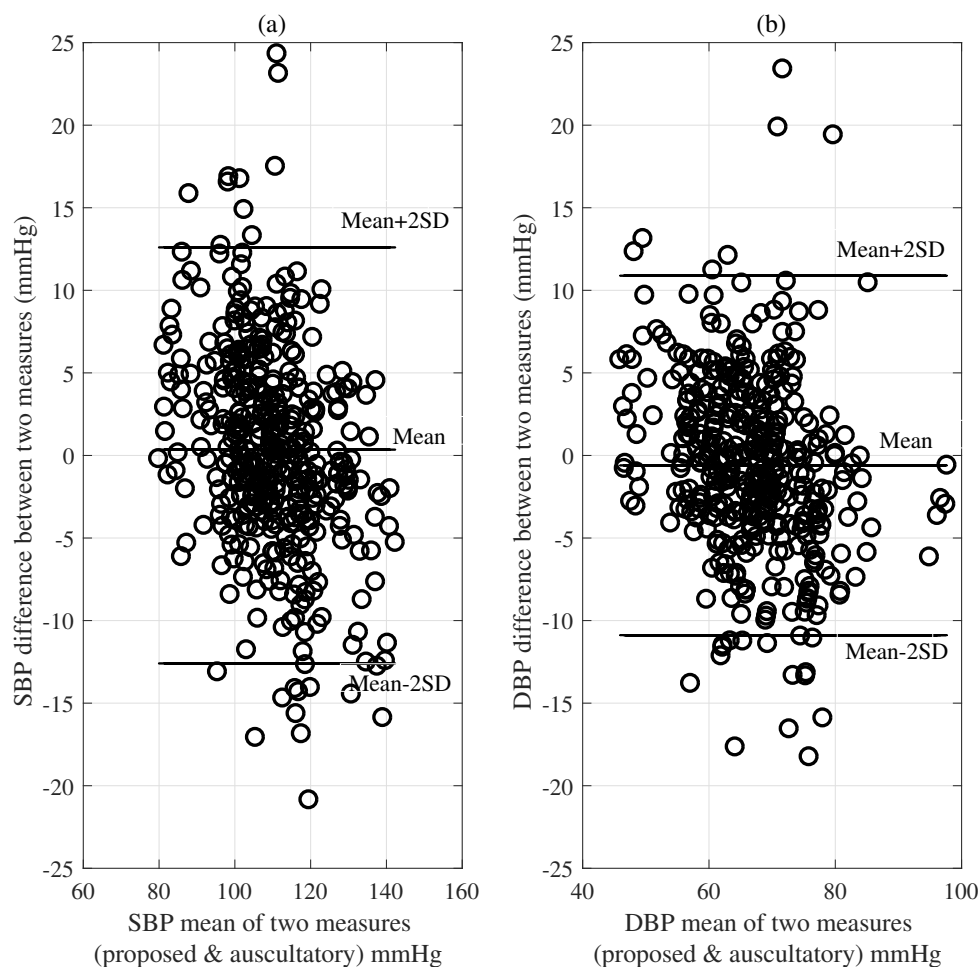 (a)
25
20
15
10
5
0
-5
-10
-15
-20
-25
SBP difference between two measures (mmHg)
Mean+2SD
Mean
Mean-2SD
60 80 100 120 140 160
SBP mean of two measures
(proposed & auscultatory) mmHg
(b)
25
20
15
10
5
0
-5
-10
-15
-20
-25
DBP difference between two measures (mmHg)
Mean+2SD
Mean
Mean-2SD
40 60 80 100
DBP mean of two measures
(proposed & auscultatory) mmHg